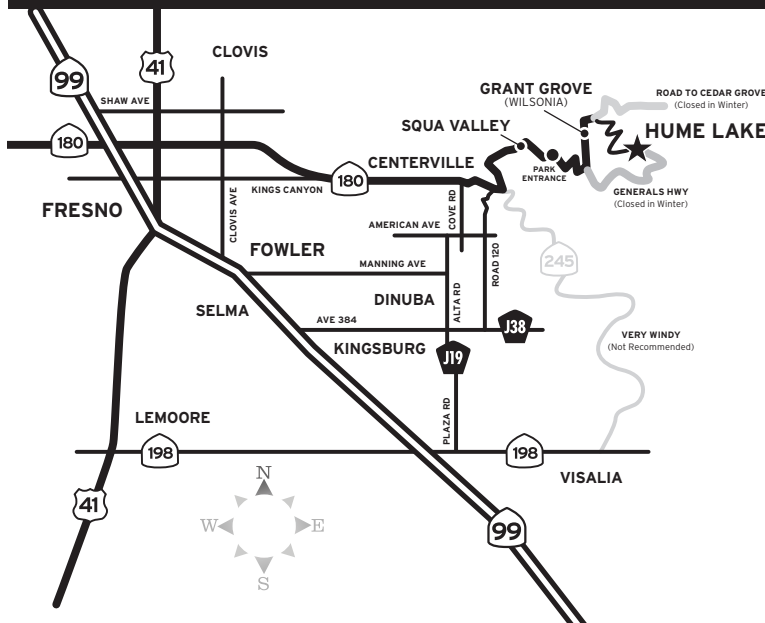 CLOVIS
99
41
GRANT GROVE
(WILSONIA)
ROAD TO CEDAR GROVE
(Closed in Winter)
SHAW AVE
SQUA VALLEY
HUME LAKE
180
CENTERVILLE
PARK
ENTRANCE
180
KINGS CANYON
GENERALS HWY
(Closed in Winter)
FRESNO
CLOVIS AVE
AMERICAN AVE
COVE RD
FOWLER
ROAD 120
245
MANNING AVE
SELMA
DINUBA
ALTA RD
AVE 384
J38
KINGSBURG
J19
VERY WINDY
(Not Recommended)
LEMOORE
PLAZA RD
198
198
VISALIA
N
41
W
E
99
S